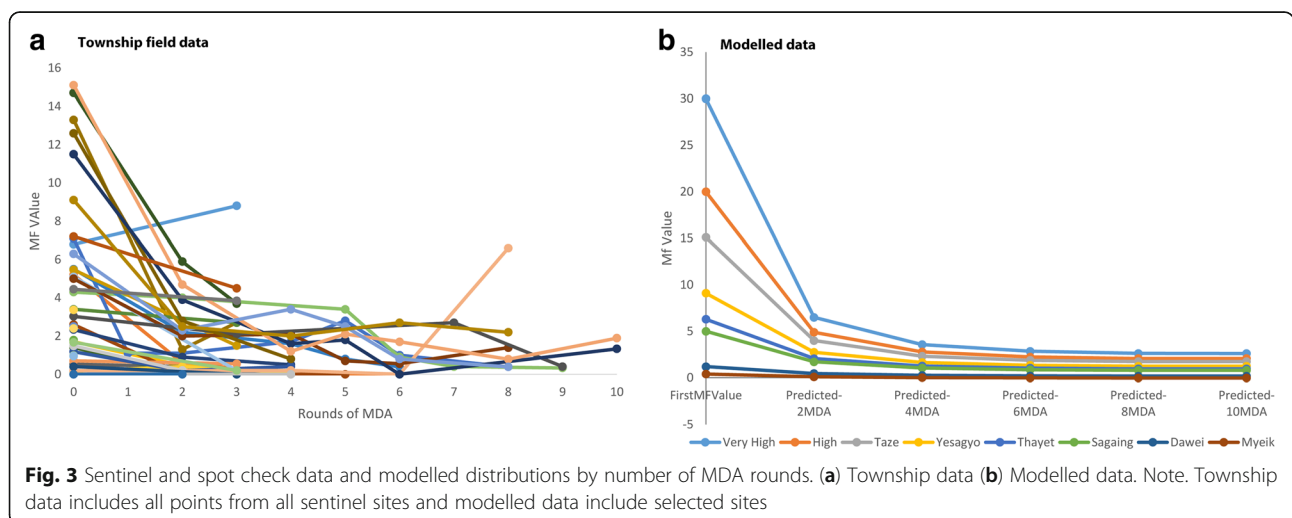 a
Township field data
16
14
12
10
8
6
4
2
0
MF VAlue
0 1 2 3 4 5 6 7 8 9 10
Rounds of MDA
b
Modelled data
35
30
25
20
15
10
5
0
-5
Mf Value
FirstMFValue Predicted-2MDA Predicted-4MDA Predicted-6MDA Predicted-8MDA Predicted-10MDA
Very High High Taze Yesagyo Thayet Sagaing Dawei Myeik
Fig. 3 Sentinel and spot check data and modelled distributions by number of MDA rounds. (a) Township data (b) Modelled data. Note. Township
data includes all points from all sentinel sites and modelled data include selected sites